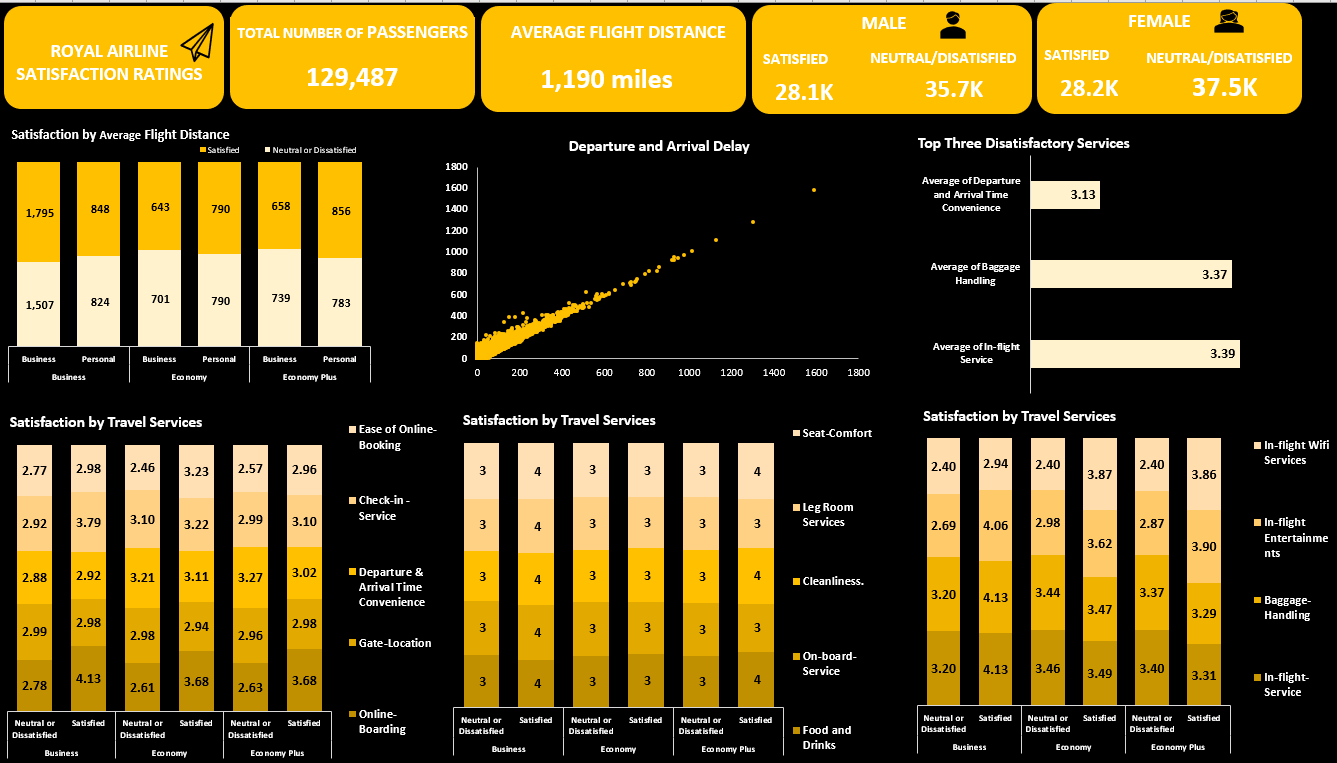 ROYAL AIRLINE
SATISFACTION RATINGS
TOTAL NUMBER OF PASSENGERS
129,487
AVERAGE FLIGHT DISTANCE
1,190 miles
MALE
SATISFIED
NEUTRAL/DISATISFIED
28.1K
35.7K
FEMALE
SATISFIED
NEUTRAL/DISATISFIED
28.2K
37.5K
Satisfaction by Average Flight Distance
Satisfied
Neutral or Dissatisfied
1,795
848
643
790
658
856
1,507
824
701
790
739
783
Business
Personal
Business
Personal
Business
Personal
Business
Economy
Economy Plus
Departure and Arrival Delay
1800
1600
1400
1200
1000
800
600
400
200
0
0
200
400
600
800
1000
1200
1400
1600
1800
Top Three Disatisfactory Services
Average of Departure
and Arrival Time
Convenience
3.13
Average of Baggage
Handling
3.37
Average of In-flight
Service
3.39
Satisfaction by Travel Services
2.77
2.98
2.46
3.23
2.57
2.96
2.92
3.79
3.10
3.22
2.99
3.10
2.88
2.92
3.21
3.11
3.27
3.02
2.99
2.98
2.98
2.94
2.96
2.98
2.78
4.13
2.61
3.68
2.63
3.68
Neutral or
Dissatisfied
Satisfied
Neutral or
Dissatisfied
Satisfied
Neutral or
Dissatisfied
Satisfied
Business
Economy
Economy Plus
Ease of Online-
Booking
Check-in -
Service
Departure &
Arrival Time
Convenience
Gate-Location
Online-
Boarding
Satisfaction by Travel Services
3
4
3
3
3
4
3
4
3
3
3
3
3
4
3
3
3
4
3
4
3
3
3
3
3
4
3
3
3
4
Neutral or
Dissatisfied
Satisfied
Neutral or
Dissatisfied
Satisfied
Neutral or
Dissatisfied
Satisfied
Business
Economy
Economy Plus
Seat-Comfort
Leg Room
Services
Cleanliness.
On-board-
Service
Food and
Drinks
Satisfaction by Travel Services
2.40
2.94
2.40
3.87
2.40
3.86
2.69
4.06
2.98
3.62
2.87
3.90
3.20
4.13
3.44
3.47
3.37
3.29
3.20
4.13
3.46
3.49
3.40
3.31
Neutral or
Dissatisfied
Satisfied
Neutral or
Dissatisfied
Satisfied
Neutral or
Dissatisfied
Satisfied
Business
Economy
Economy Plus
In-flight Wifi
Services
In-flight
Entertainme
nts
Baggage-
Handling
In-flight-
Service